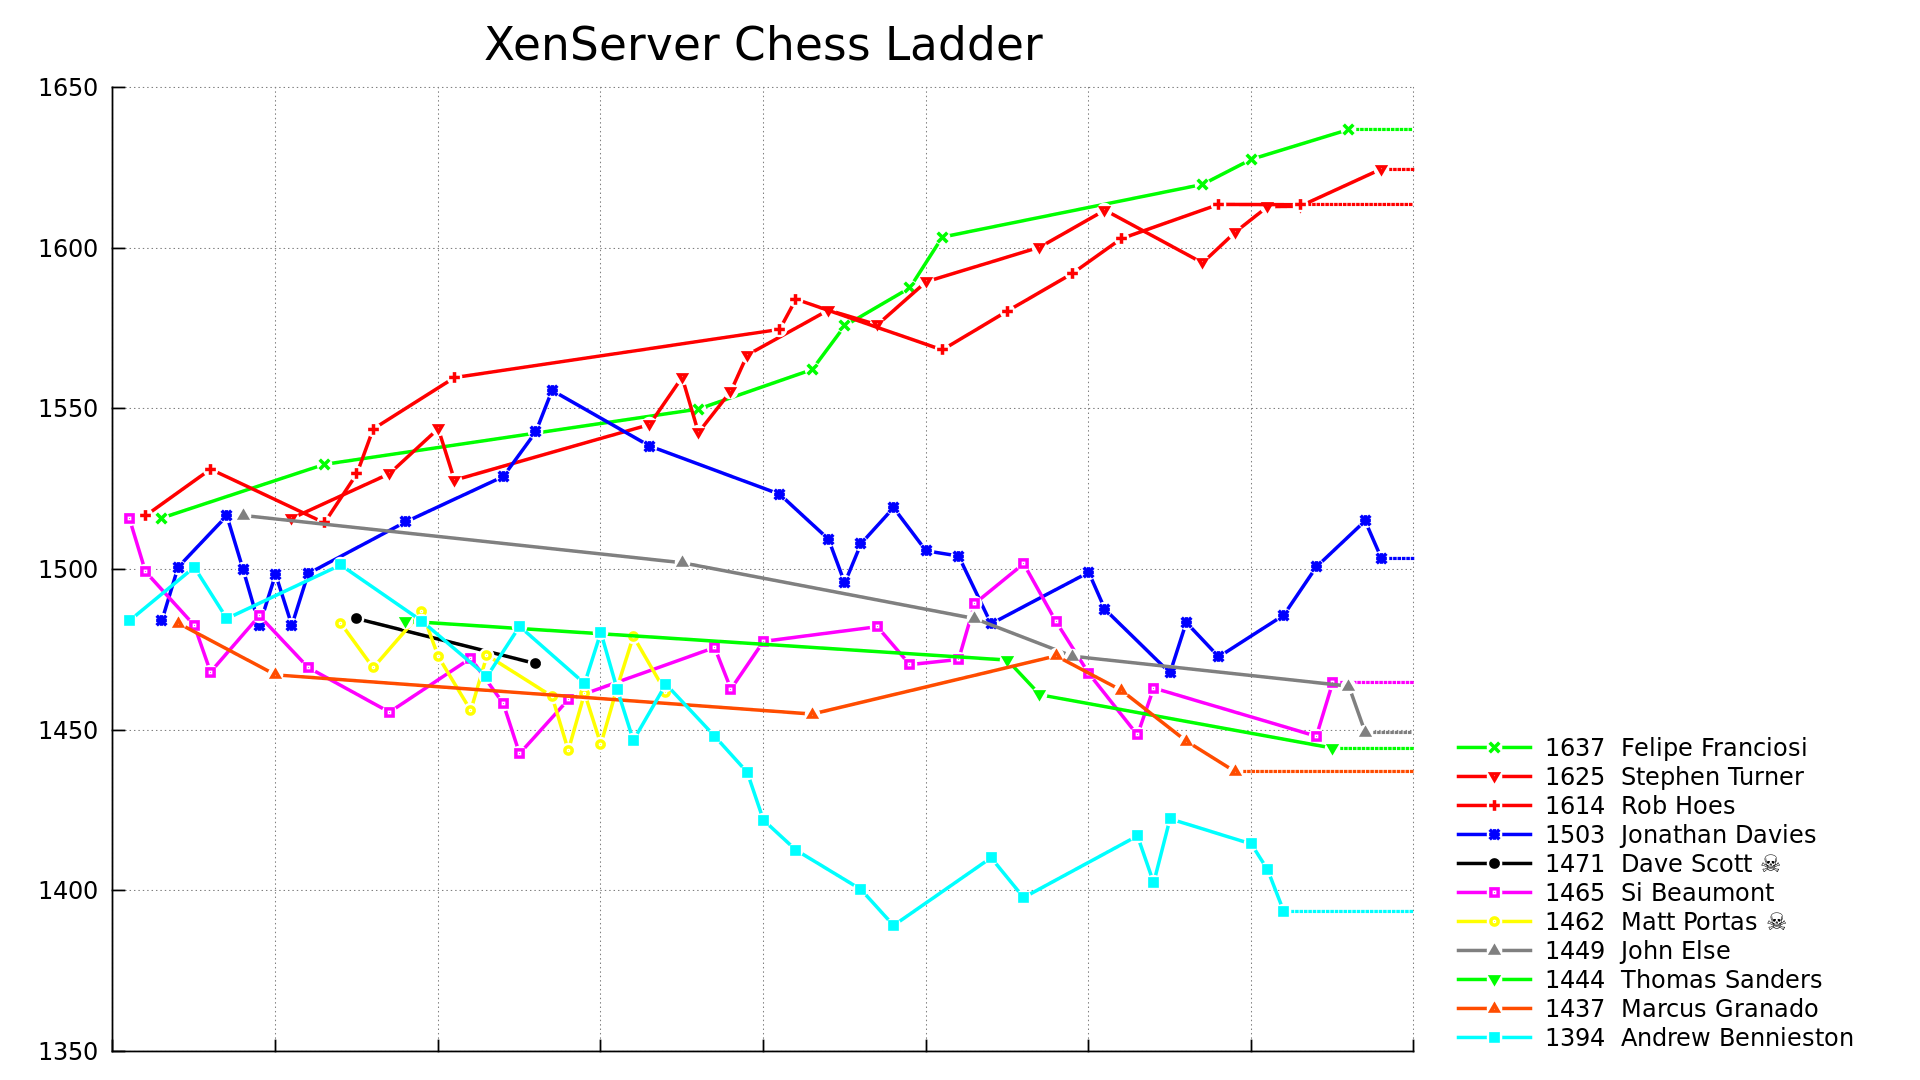 XenServer Chess Ladder
1650
1600
1550
1500
1450
1400
1350
1637 Felipe Franciosi
1625 Stephen Turner
1614 Rob Hoes
1503 Jonathan Davies
1471 Dave Scott ☠
1465 Si Beaumont
1462 Matt Portas ☠
1449 John Else
1444 Thomas Sanders
1437 Marcus Granado
1394 Andrew Bennieston